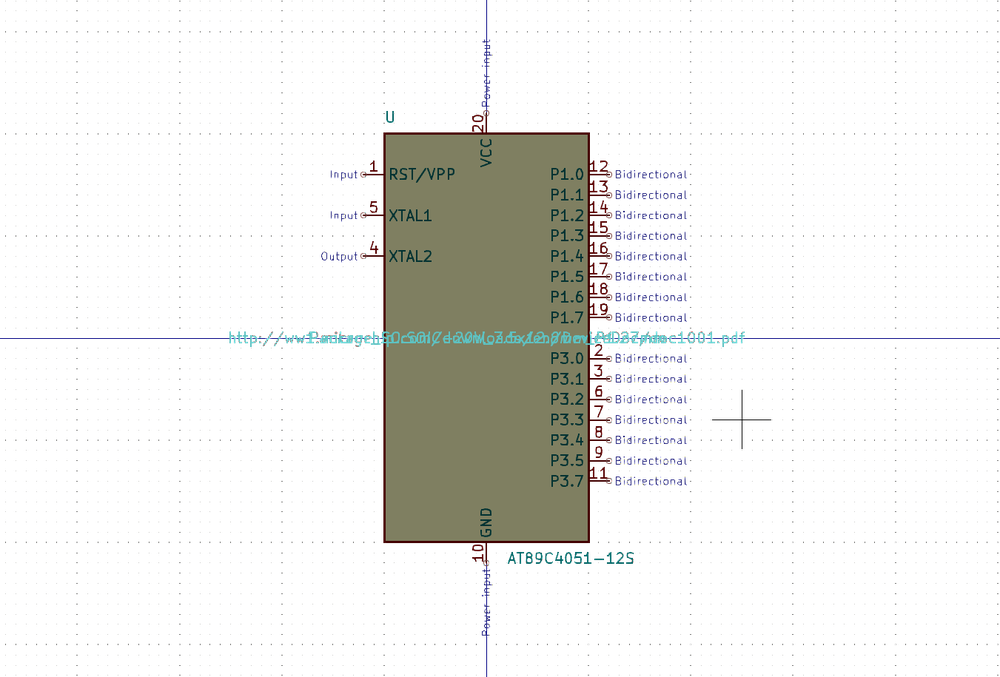 Power input
U
20
VCC
Input 1 RST/VPP P1.0 12 Bidirectional
P1.1 13 Bidirectional
Input 5 XTAL1 P1.2 14 Bidirectional
P1.3 15 Bidirectional
Output 4 XTAL2 P1.4 16 Bidirectional
P1.5 17 Bidirectional
P1.6 18 Bidirectional
P1.7 19 Bidirectional
P3.0 2 Bidirectional
P3.1 3 Bidirectional
P3.2 6 Bidirectional
P3.3 7 Bidirectional
P3.4 8 Bidirectional
P3.5 9 Bidirectional
P3.7 11 Bidirectional
GND
10
AT89C4051-12S
Power input